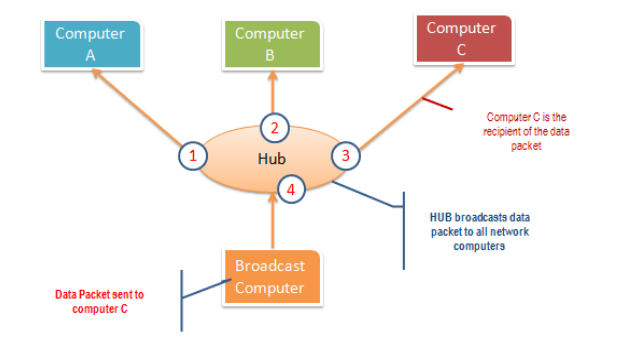 Computer
A
Computer
B
Computer
C
1
2
3
4
Hub
Computer C is the
recipient of the data
packet
HUB broadcasts data
packet to all network
computers
Broadcast
Computer
Data Packet sent to
computer C